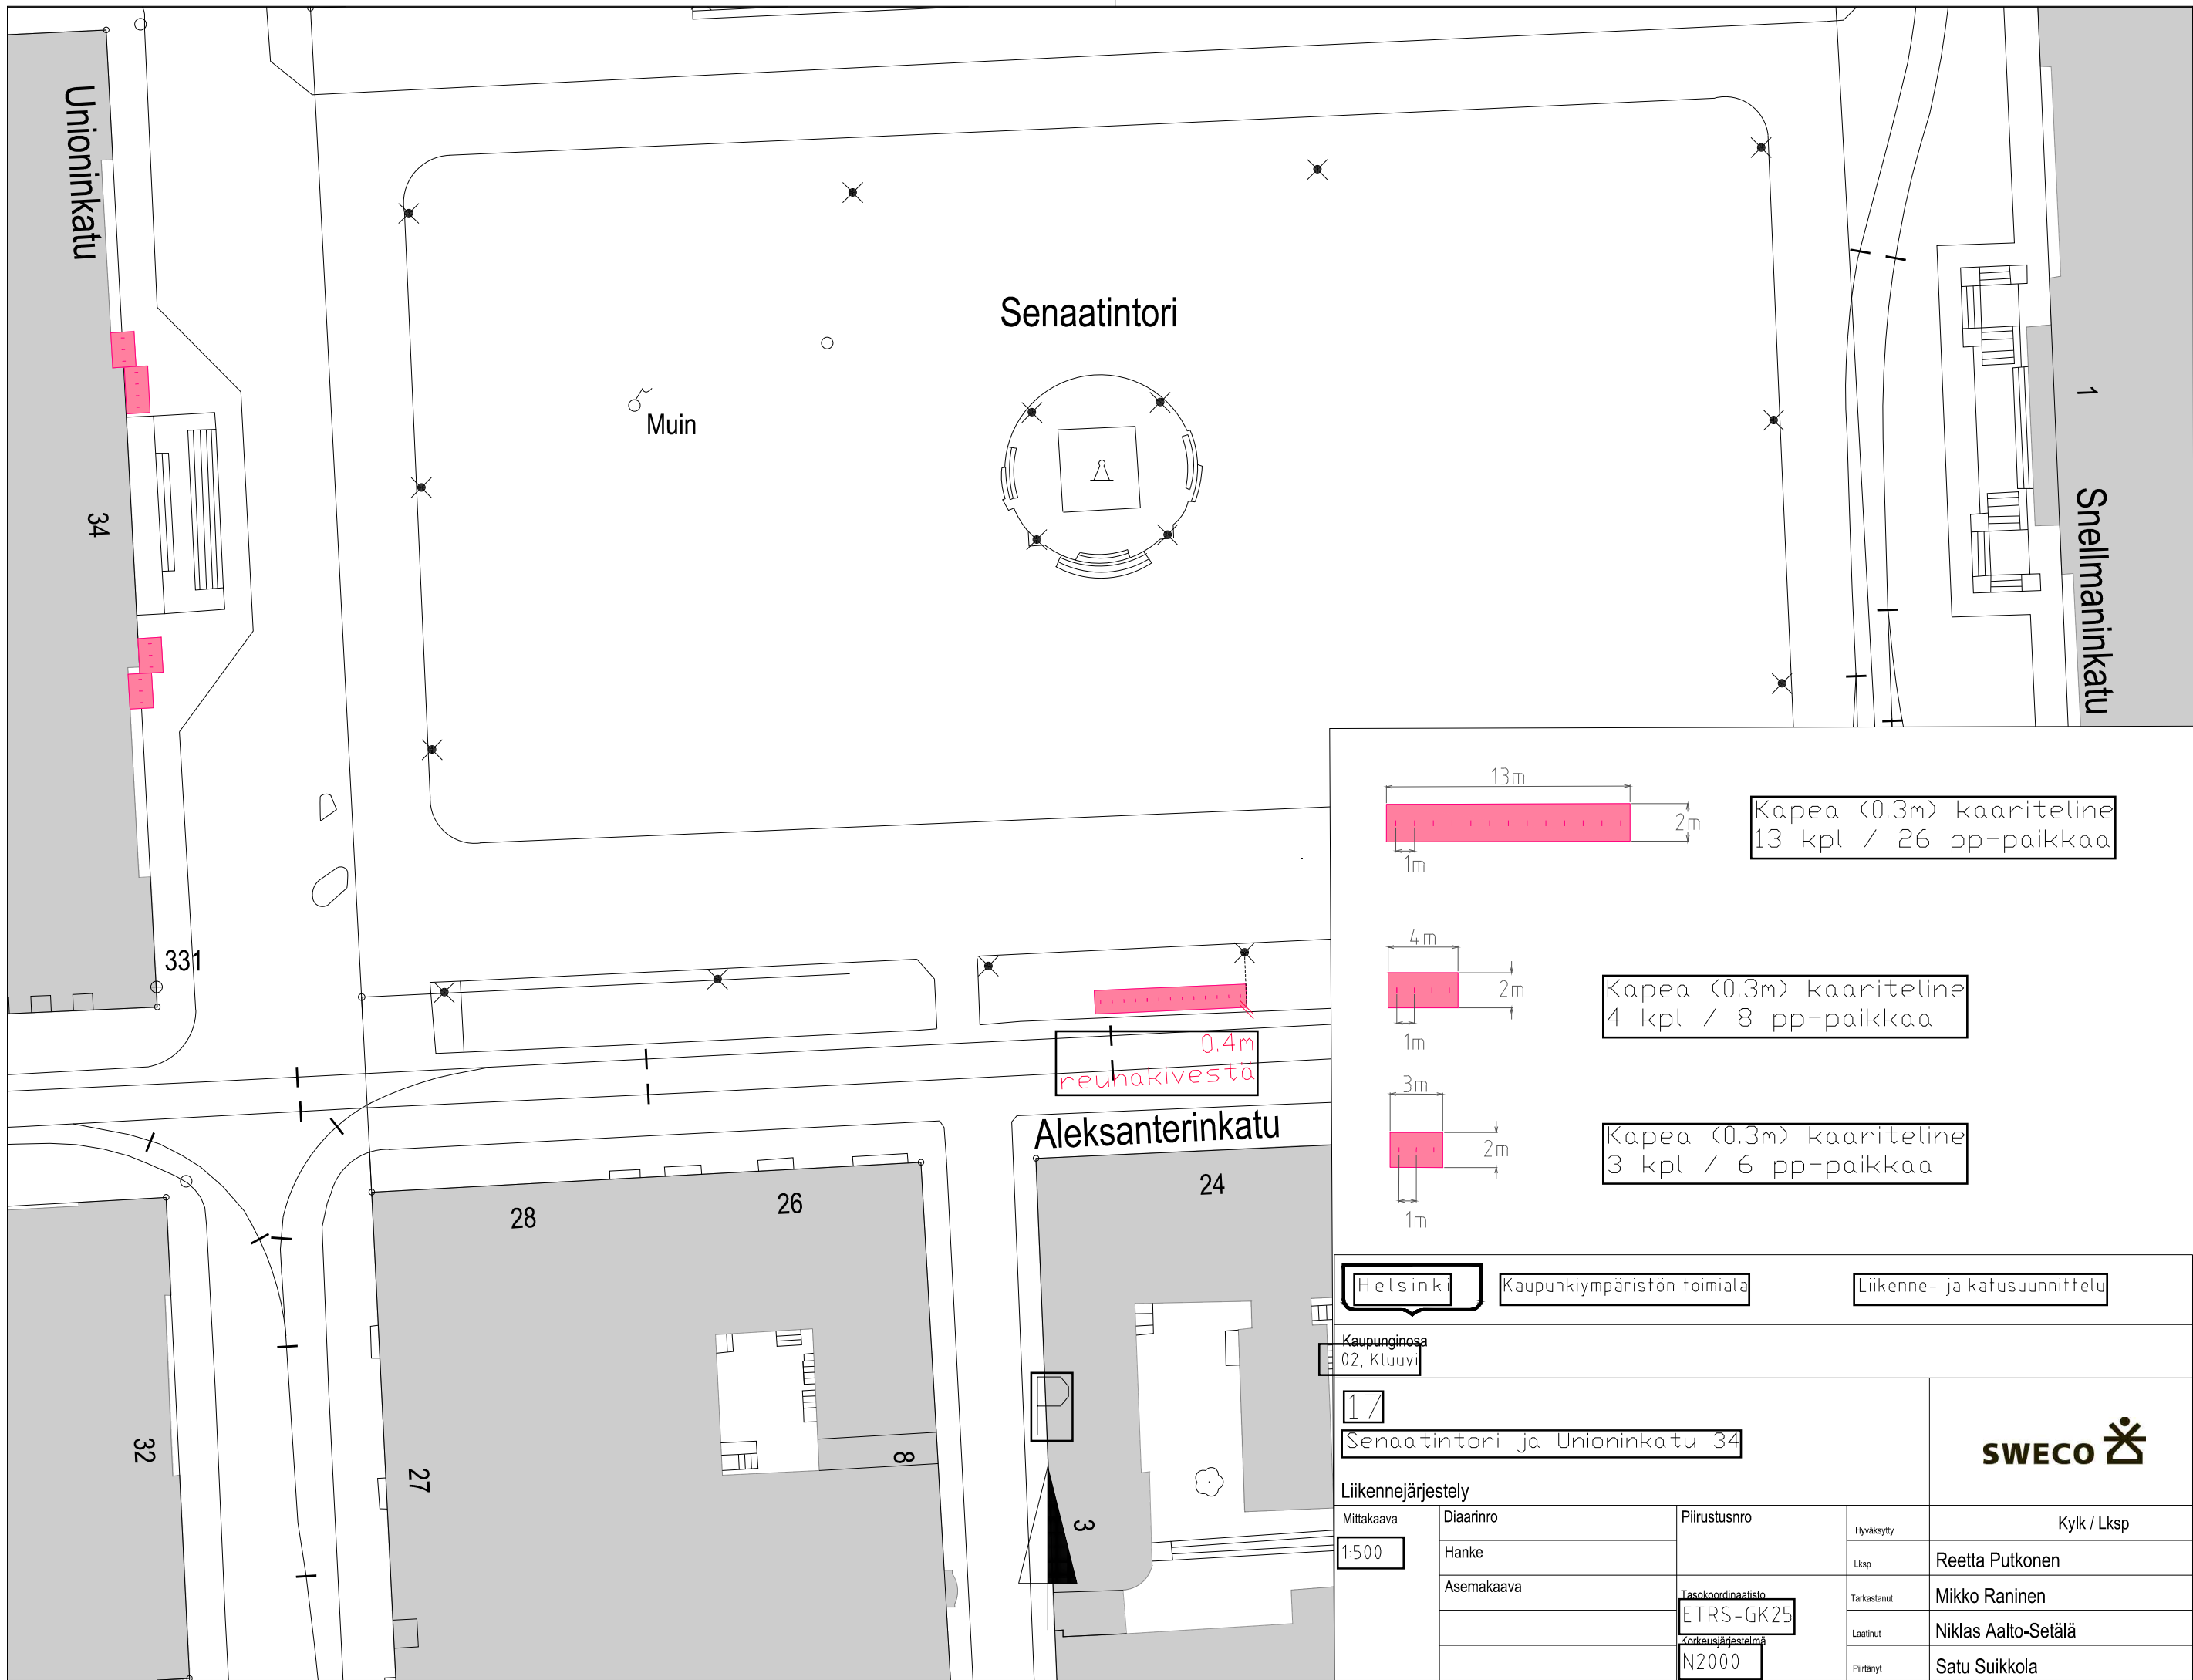 Unioninkatu
Senaatintori
Muin
34
1
Snellmaninkatu
331
0.4m
reunakivestä
Aleksanterinkatu
28
26
24
32
27
8
3
13m
2m
1m
Kapea (0.3m) kaariteline
13 kpl / 26 pp-paikkaa
4m
2m
1m
Kapea (0.3m) kaariteline
4 kpl / 8 pp-paikkaa
3m
2m
1m
Kapea (0.3m) kaariteline
3 kpl / 6 pp-paikkaa
Helsinki
Kaupunkiympäristön toimiala
Liikenne- ja katusuunnittelu
Kaupunginosa
02, Kluuvi
17
Senaatintori ja Unioninkatu 34
Liikennejärjestely
SWECO
Mittakaava
1:500
Diaarinro
Hanke
Asemakaava
Piirustusnro
Tasokoordinaatisto
ETRS-GK25
Korkeusjärjestelmä
N2000
Hyväksytty
Kylk / Lksp
Lksp
Reetta Putkonen
Tarkastanut
Mikko Raninen
Laatinut
Niklas Aalto-Setälä
Piirtänyt
Satu Suikkola